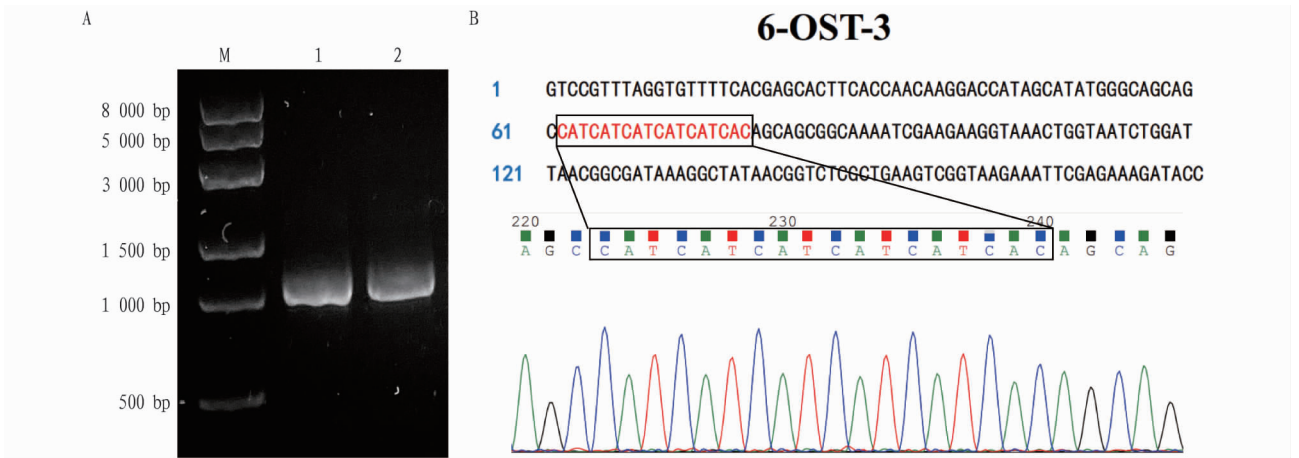 A
M 1 2
8 000 bp
5 000 bp
3 000 bp
1 500 bp
1 000 bp
500 bp
B
6-OST-3
1 GTCCGTTTAGGTGTTTTCACGAGCACTTCACCAACAAGGACCATAGCATATGGGCAGCAG
61 CCATCATCATCATCATCACAGCAGCGGCAAAATCGAAGAAGGTAAACTGGTAATCTGGAT
121 TAACGGCGATAAAGGCTATAACGGTCTCGCTGAAGTCGGTAAGAAATTCGAGAAAGATACC
220 230 240
A G C C A T C A T C A T C A T C A T C A C A G C A G